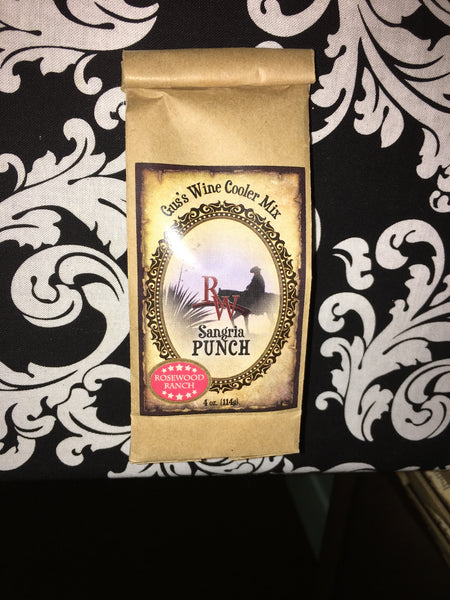 Gus's Wine Cooler Mix
RW
Sangria
PUNCH
ROSEWOOD
RANCH
4 oz. (114g)